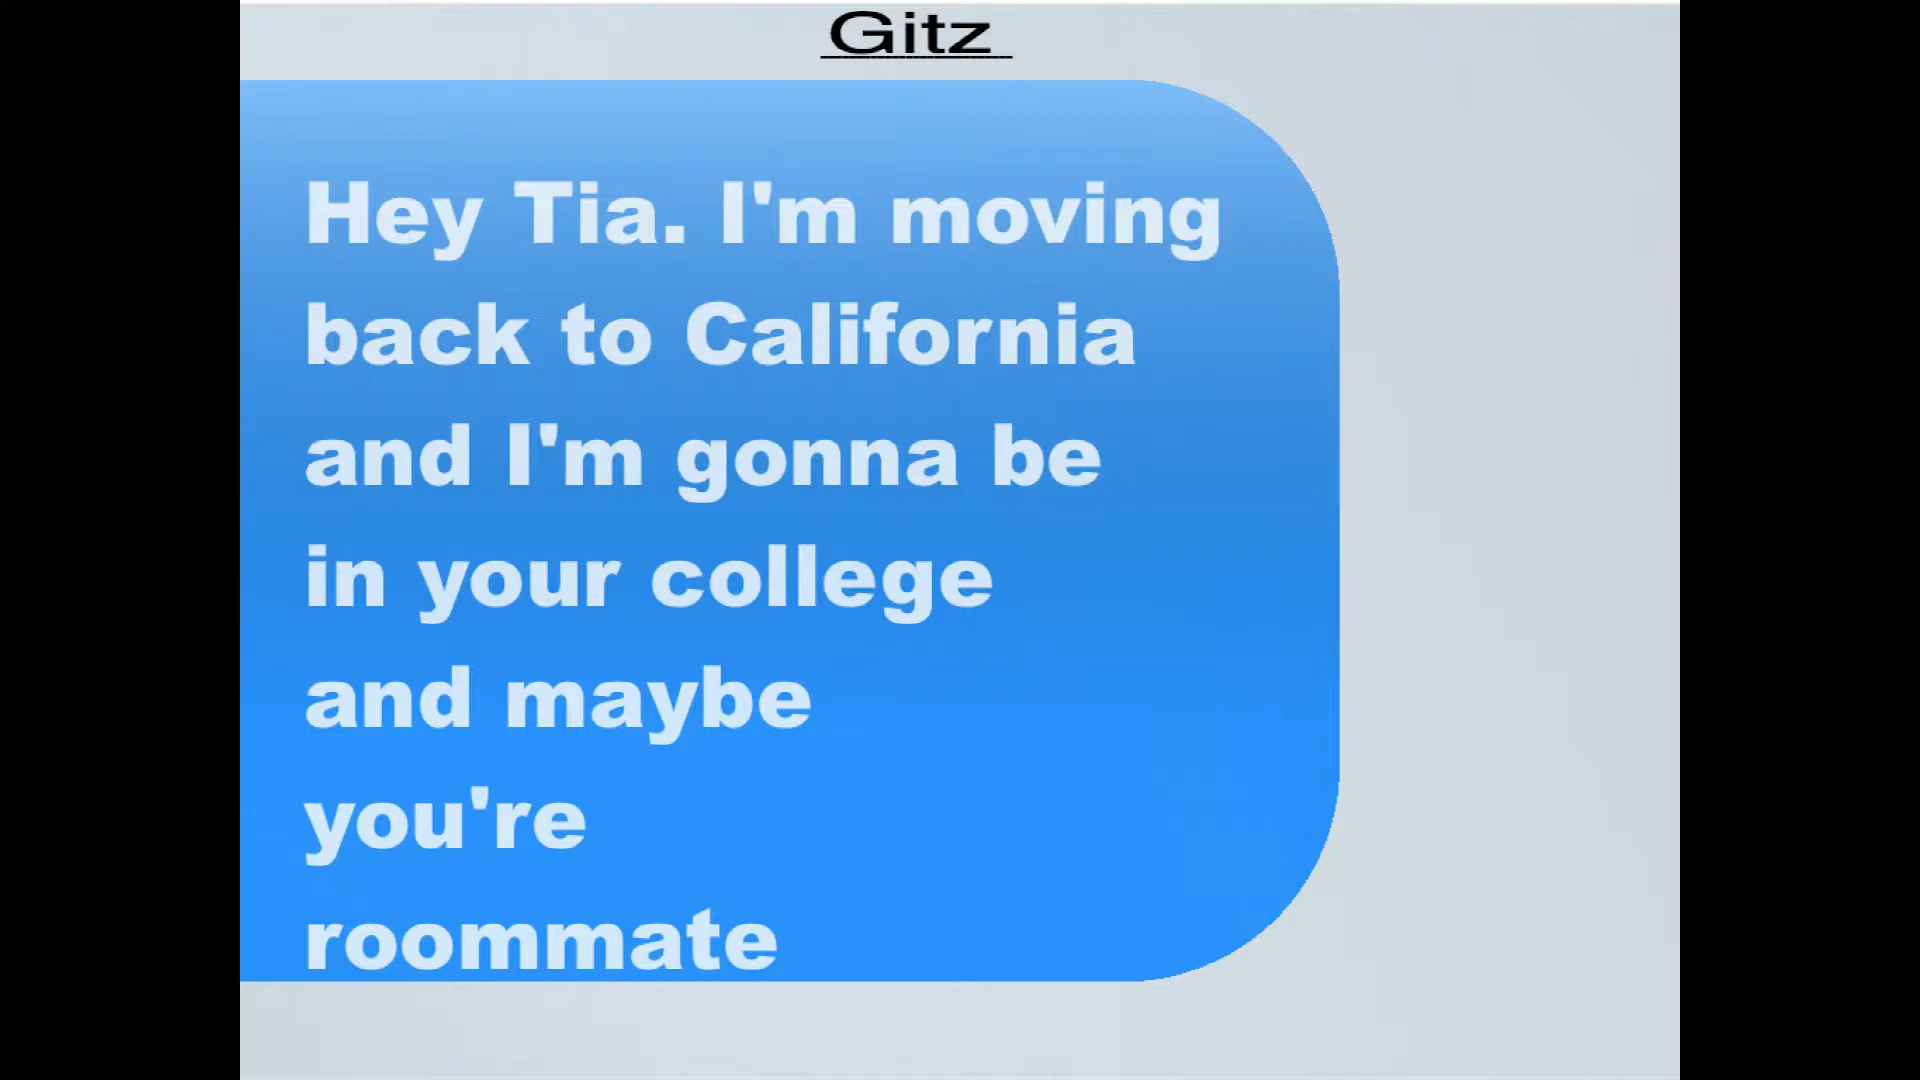 Gitz
Hey Tia. I'm moving
back to California
and I'm gonna be
in your college
and maybe
you're
roommate